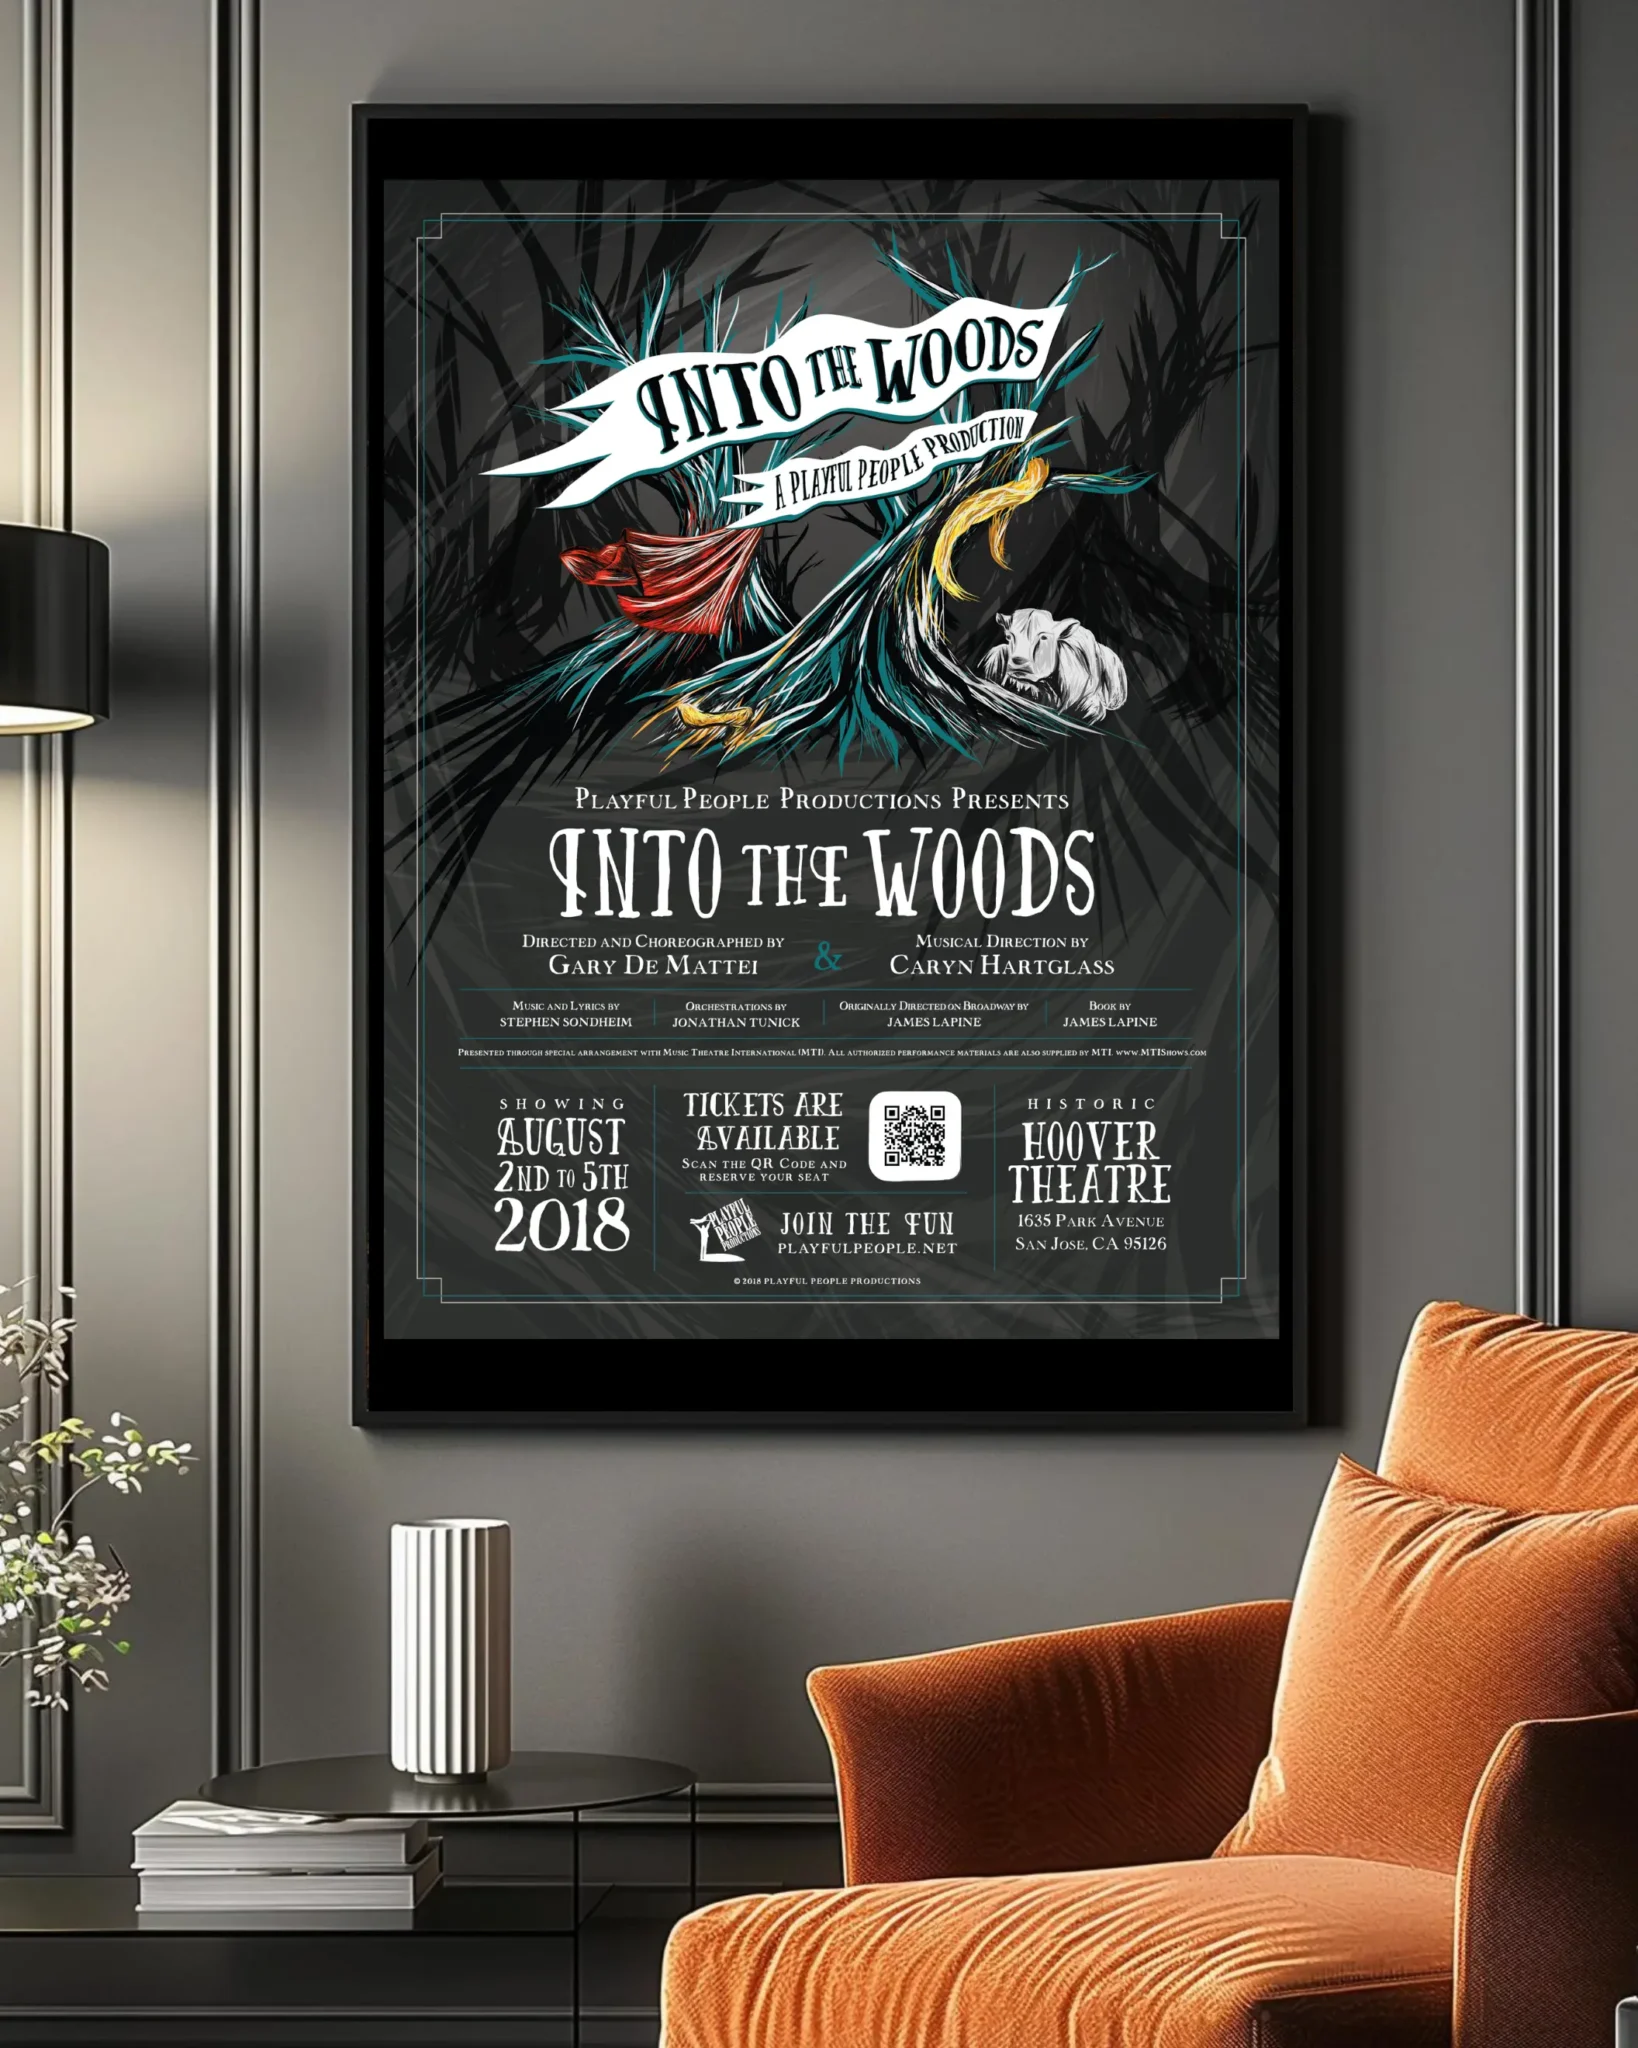 INTO THE WOODS
A PLAYFUL PEOPLE PRODUCTION
PLAYFUL PEOPLE PRODUCTIONS PRESENTS
INTO THE WOODS
DIRECTED AND CHOREOGRAPHED BY
GARY DE MATTEI
&
MUSICAL DIRECTION BY
CARYN HARTGLASS
MUSIC AND LYRICS BY
STEPHEN SONDHEIM
ORCHESTRATIONS BY
JONATHAN TUNICK
ORIGINALLY DIRECTED ON BROADWAY BY
JAMES LAPINE
BOOK BY
JAMES LAPINE
PRESENTED THROUGH SPECIAL ARRANGEMENT WITH MUSIC THEATRE INTERNATIONAL (MTI). ALL AUTHORIZED PERFORMANCE MATERIALS ARE ALSO SUPPLIED BY MTI. WWW.MTISHOWS.COM
SHOWING
AUGUST
2ND TO 5TH
2018
TICKETS ARE
AVAILABLE
SCAN THE QR CODE AND
RESERVE YOUR SEAT
PLAYFUL
PEOPLE
PRODUCTIONS
JOIN THE FUN
PLAYFULPEOPLE.NET
HISTORIC
HOOVER
THEATRE
1635 PARK AVENUE
SAN JOSE, CA 95126
© 2018 PLAYFUL PEOPLE PRODUCTIONS